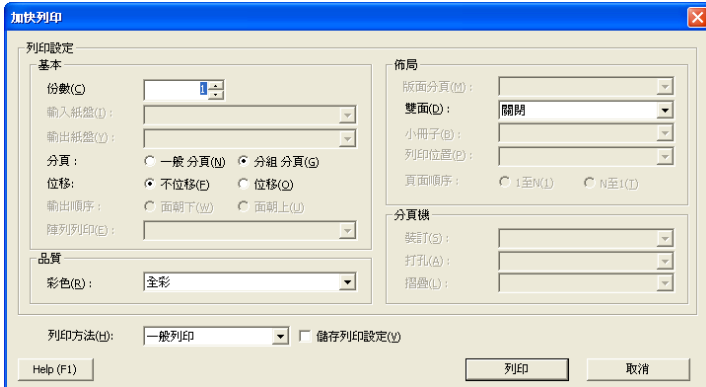 加快列印
列印設定
基本
份數(C)
1
輸入紙盤(I):
輸出紙盤(Y):
分頁:
一般 分頁(N)
分組 分頁(G)
位移:
不位移(F)
位移(O)
輸出順序:
面朝下(W)
面朝上(U)
陣列列印(E):
品質
彩色(R):
全彩
佈局
版面分頁(M):
雙面(D):
關閉
小冊子(B):
列印位置(P):
頁面順序:
1至N(1)
N至1(T)
分頁機
裝訂(S):
打孔(A):
摺疊(L):
列印方法(H):
一般列印
儲存列印設定(V)
Help (F1)
列印
取消